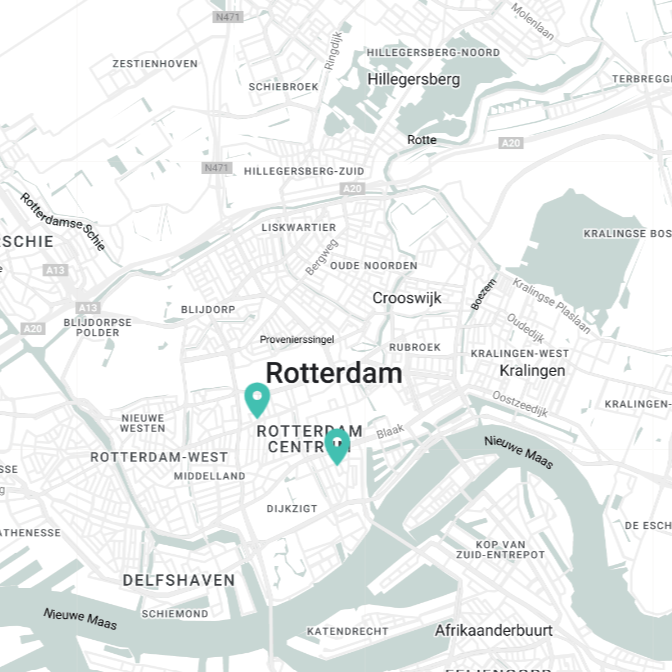 N471
Molenlaan
Ringdijk
HILLEGERSBERG-NOORD
ZESTIENHOVEN
Hillegersberg
TERBREGG
SCHIEBROEK
Rotte
A20
N471
HILLEGERSBERG-ZUID
A20
Rotterdamse Schie
LISKWARTIER
KRALINGSE BOS
SCHIE
Bergweg
OUDE NOORDEN
A13
Boezem
Crooswijk
Kralingse Plaslaan
A13
BLIJDORP
A20
BLIJDORPSE
POLDER
Oudedijk
Provenierssingel
RUBROEK
KRALINGEN-WEST
Rotterdam
Kralingen
Oostzeedijk
KRALINGEN-
NIEUWE
WESTEN
ROTTERDAM
CENTRUM
Blaak
Nieuwe Maas
ROTTERDAM-WEST
SSE
MIDDELLAND
g
DIJKZIGT
DE ESCH
ATHENESSE
KOP VAN
ZUID-ENTREPOT
DELFSHAVEN
Nieuwe Maas
SCHIEMOND
KATENDRECHT
Afrikaanderbuurt